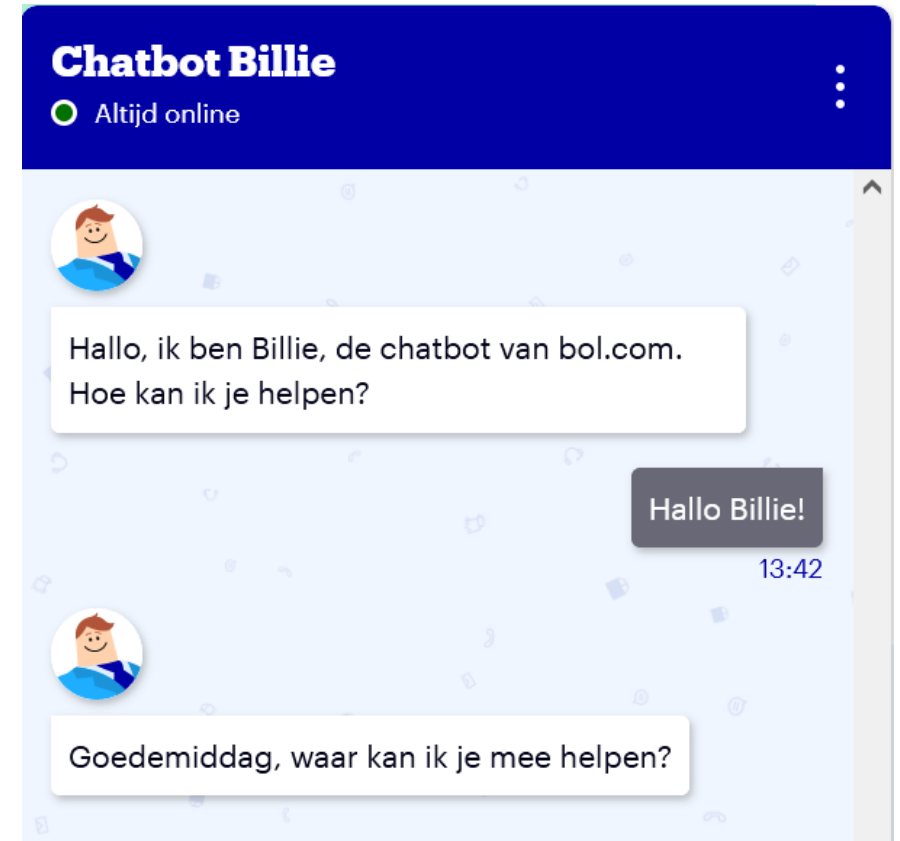 Chatbot Billie
Altijd online
Hallo, ik ben Billie, de chatbot van bol.com.
Hoe kan ik je helpen?
Hallo Billie!
13:42
Goedemiddag, waar kan ik je mee helpen?